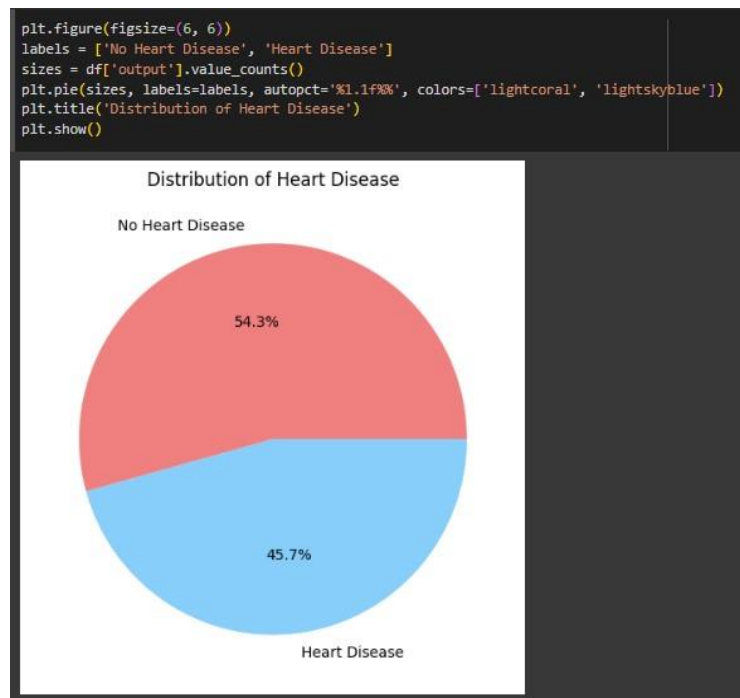 plt.figure(figsize=(6, 6))
labels = ['No Heart Disease', 'Heart Disease']
sizes = df['output'].value_counts()
plt.pie(sizes, labels=labels, autopct='%1.1f%%', colors=['lightcoral', 'lightskyblue'])
plt.title('Distribution of Heart Disease')
plt.show()
Distribution of Heart Disease
No Heart Disease
54.3%
45.7%
Heart Disease